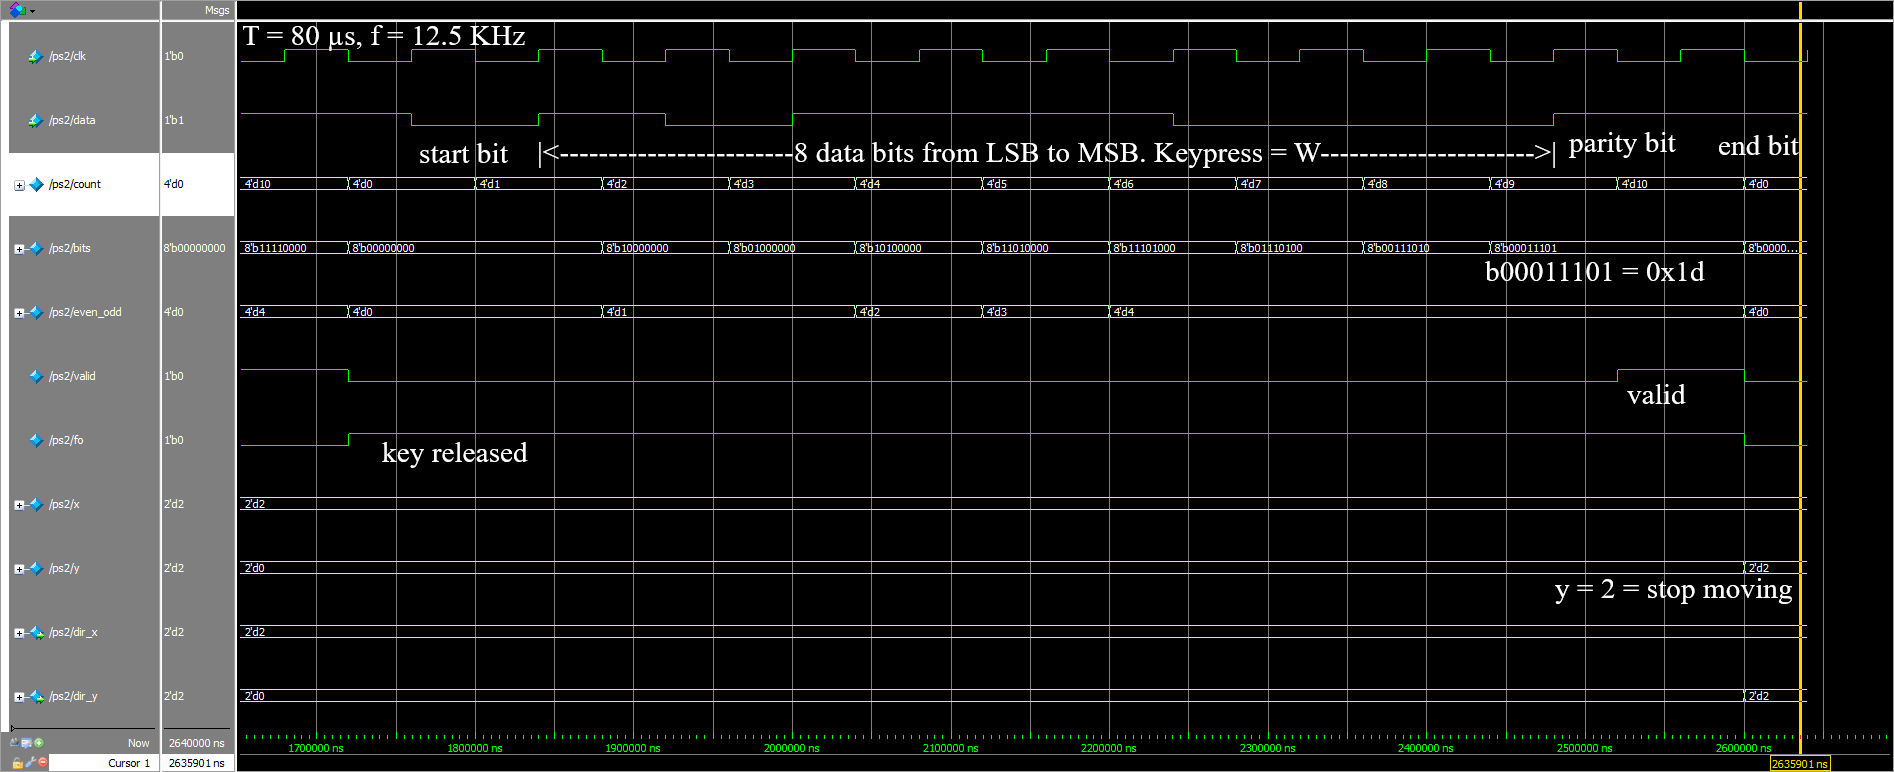 Msgs
T = 80 µs, f = 12.5 KHz
/ps2/clk 1'b0
/ps2/data 1'b1
start bit |<-----------------------8 data bits from LSB to MSB. Keypress = W--------------------->| parity bit end bit
/ps2/count 4'd0 4'd10 4'd0 4'd1 4'd2 4'd3 4'd4 4'd5 4'd6 4'd7 4'd8 4'd9 4'd10 4'd0
/ps2/bits 8'b00000000 8'b11110000 8'b00000000 8'b10000000 8'b01000000 8'b10100000 8'b11010000 8'b11101000 8'b01110100 8'b00111010 8'b00011101 8'b0000...
b00011101 = 0x1d
/ps2/even_odd 4'd0 4'd4 4'd0 4'd1 4'd2 4'd3 4'd4 4'd0
/ps2/valid 1'b0
valid
/ps2/fo 1'b0
key released
/ps2/x 2'd2 2'd2
/ps2/y 2'd2 2'd0 2'd2
y = 2 = stop moving
/ps2/dir_x 2'd2 2'd2
/ps2/dir_y 2'd2 2'd0 2'd2
Now 2640000 ns 1700000 ns 1800000 ns 1900000 ns 2000000 ns 2100000 ns 2200000 ns 2300000 ns 2400000 ns 2500000 ns 2600000 ns
Cursor 1 2635901 ns 2635901 ns